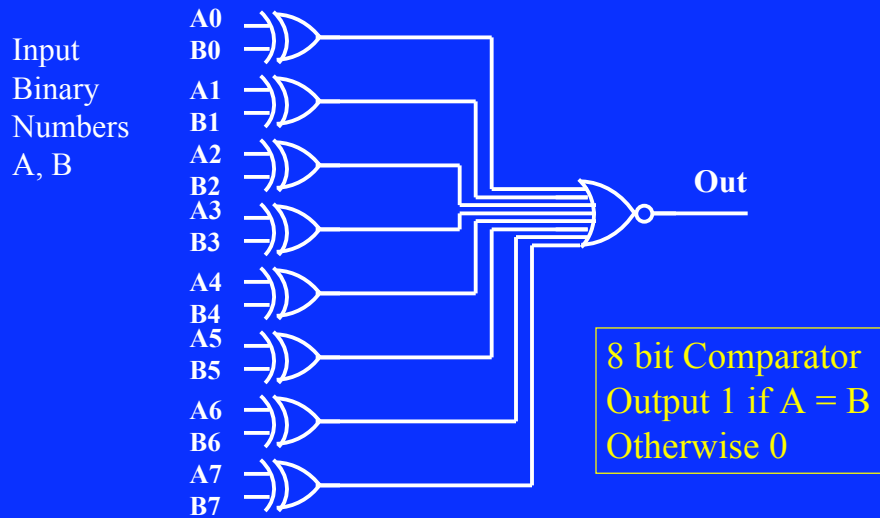 Input
Binary
Numbers
A, B
A0
B0
A1
B1
A2
B2
A3
B3
A4
B4
A5
B5
A6
B6
A7
B7
Out
8 bit Comparator
Output 1 if A = B
Otherwise 0